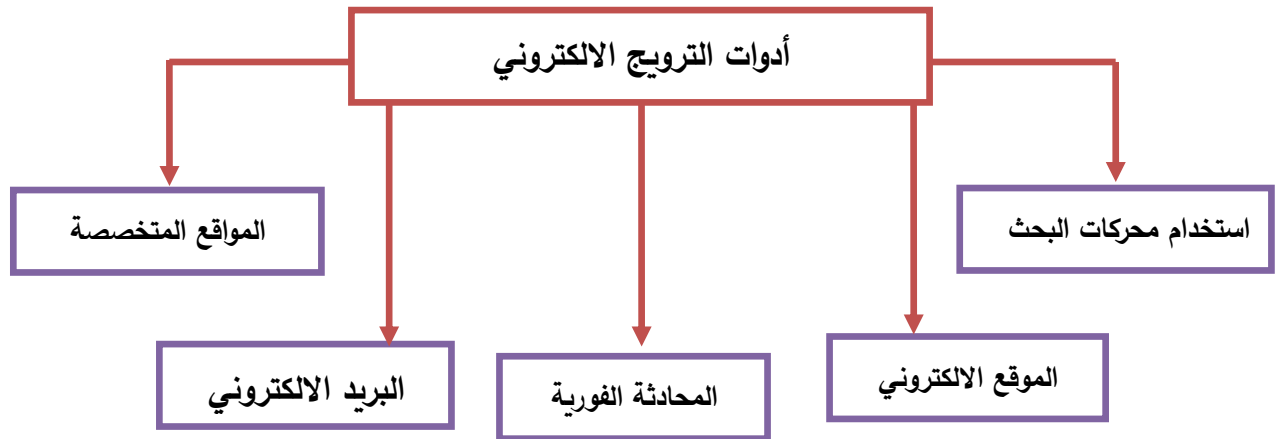 أدوات الترويج الالكتروني
استخدام محركات البحث
المواقع المتخصصة
الموقع الالكتروني
المحادثة الفورية
البريد الالكتروني